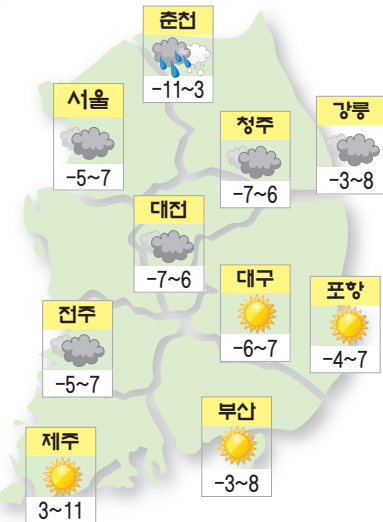 춘천
-11~3
서울
-5~7
청주
-7~6
강릉
-3~8
대전
-7~6
대구
-6~7
포항
-4~7
전주
-5~7
부산
-3~8
제주
3~11